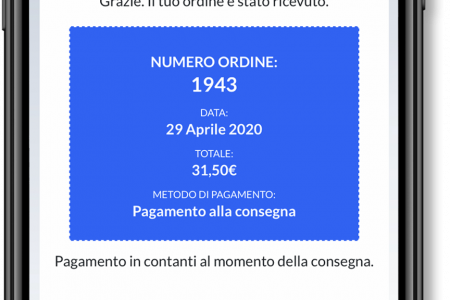 Grazie. Il tuo ordine è stato ricevuto.
NUMERO ORDINE:
1943
DATA:
29 Aprile 2020
TOTALE:
31,50€
METODO DI PAGAMENTO:
Pagamento alla consegna
Pagamento in contanti al momento della consegna.